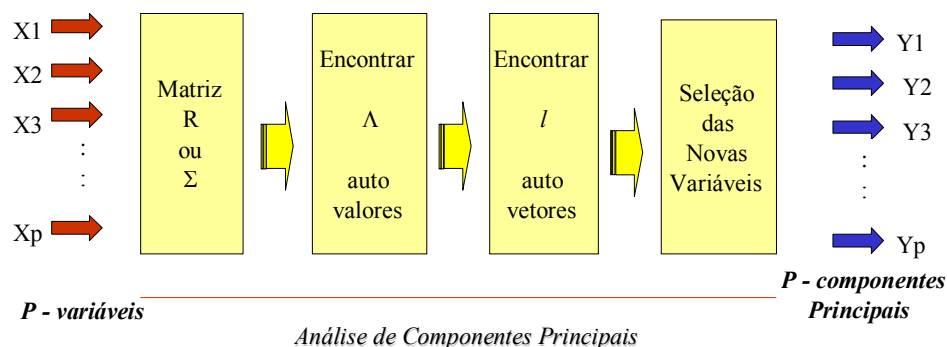 X1
X2
X3
:
:
Xp
P - variáveis
Matriz
R
ou
Σ
Encontrar
Λ
auto
valores
Encontrar
l
auto
vetores
Seleção
das
Novas
Variáveis
Y1
Y2
Y3
:
:
Yp
P - componentes
Principais
Análise de Componentes Principais